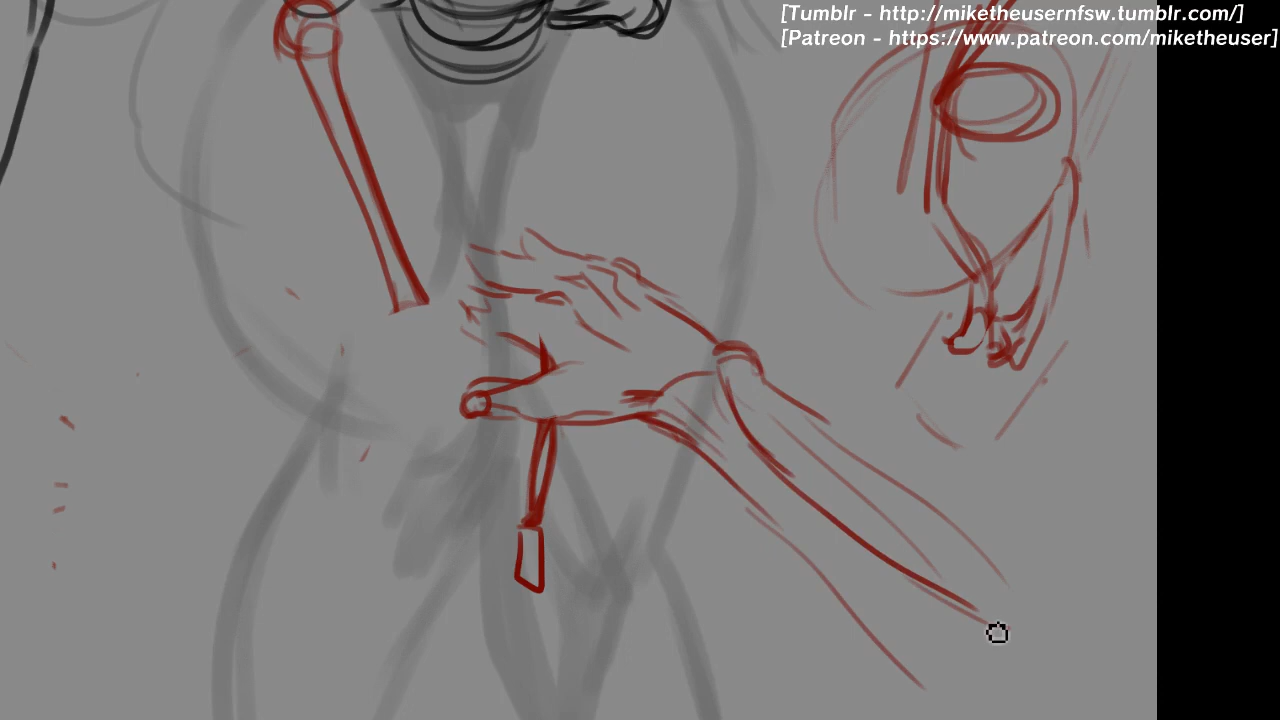 [Tumblr - http://miketheusernfsw.tumblr.com/]
[Patreon - https://www.patreon.com/miketheuser]